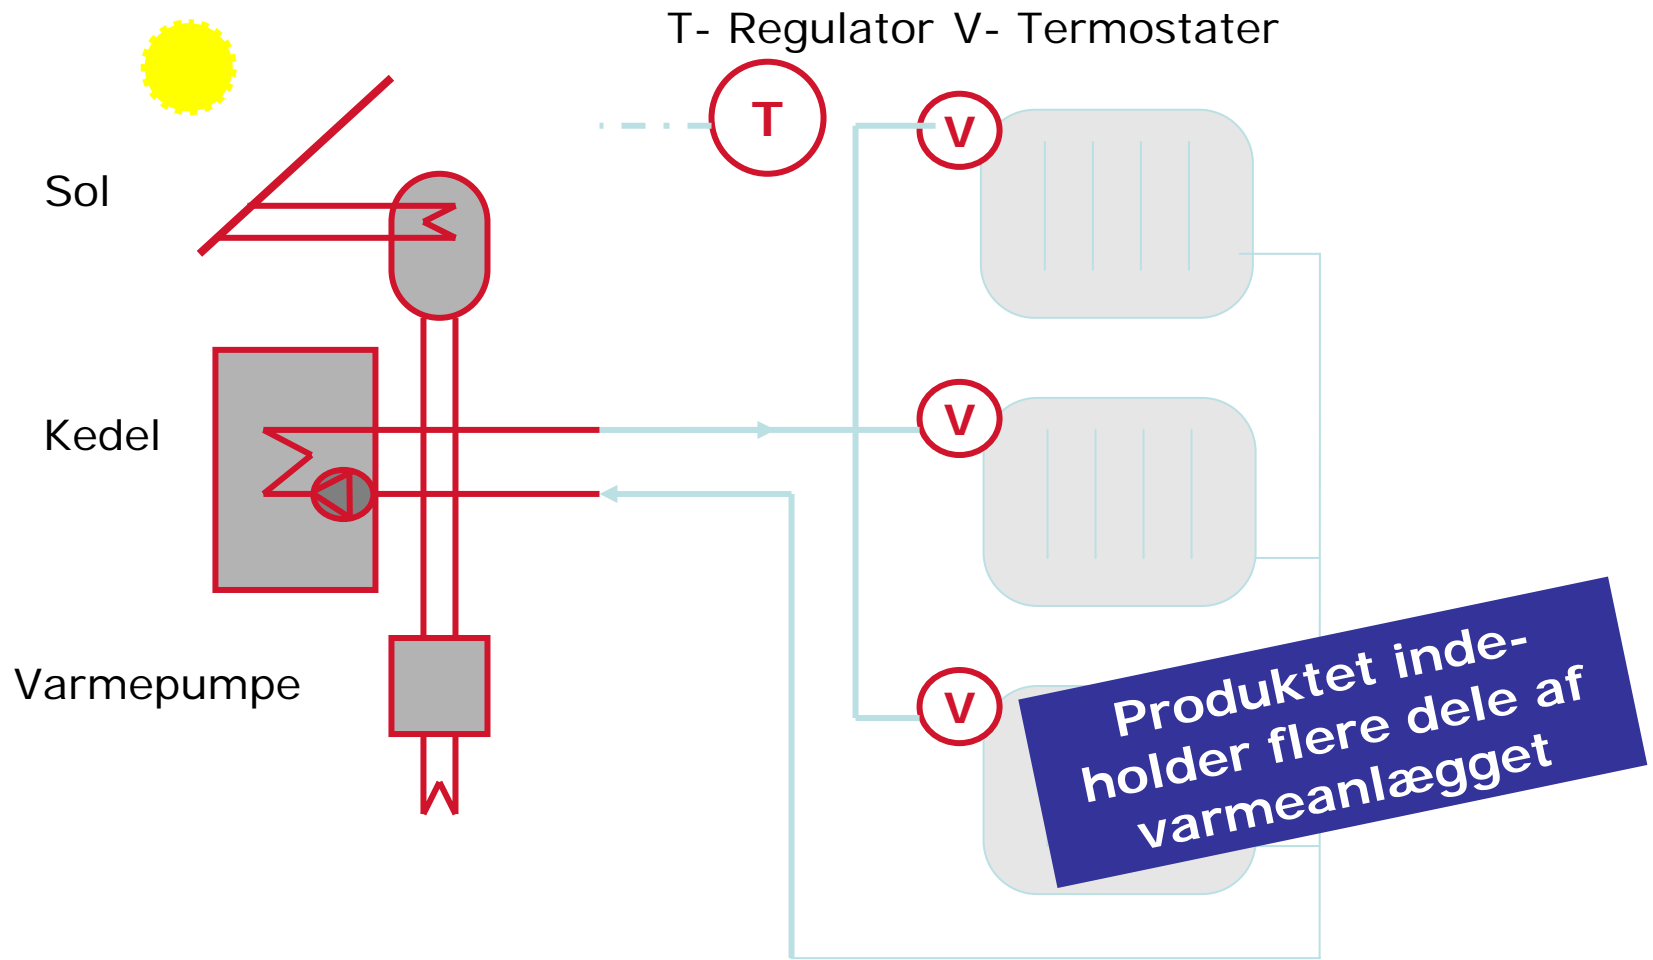 T- Regulator V- Termostater
T
V
Sol
Kedel
V
Varmepumpe
V
Produktet inde-
holder flere dele af
varmeanlægget